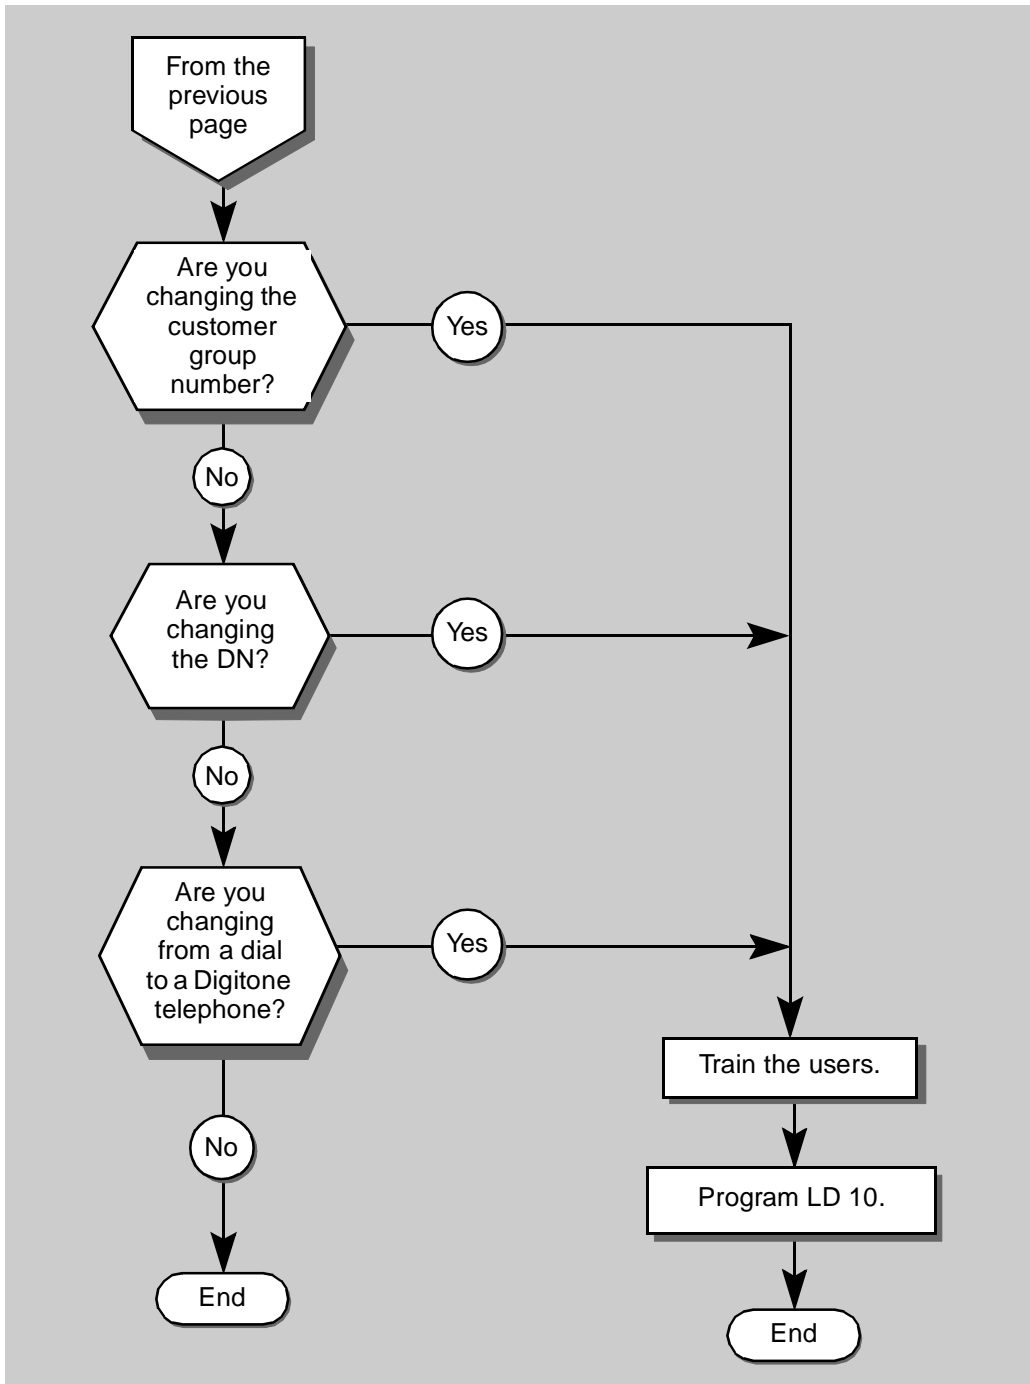 From the
previous
page
Are you
changing the
customer
group
number?
Yes
No
Are you
changing
the DN?
Yes
No
Are you
changing
from a dial
to a Digitone
telephone?
Yes
Train the users.
No
Program LD 10.
End
End